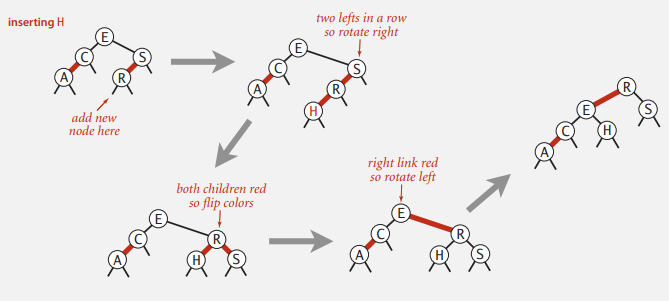 inserting H
E
C
S
A
R
add new
node here
two lefts in a row
so rotate right
E
C
S
A
R
H
both children red
so flip colors
E
C
R
A
H
S
right link red
so rotate left
E
C
R
A
H
S
R
E
S
C
H
A